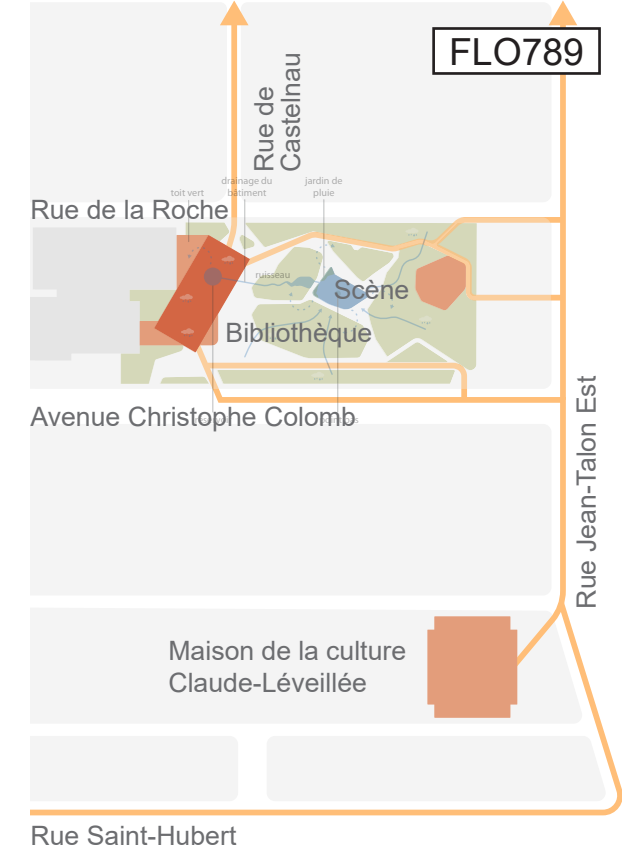 FLO789
Rue de
Castelnau
drainage du
bâtiment
jardin de
pluie
toit vert
Rue de la Roche
ruisseau
Scène
Bibliothèque
Avenue Christophe Colomb
Rue Jean-Talon Est
Maison de la culture
Claude-Léveillée
Rue Saint-Hubert